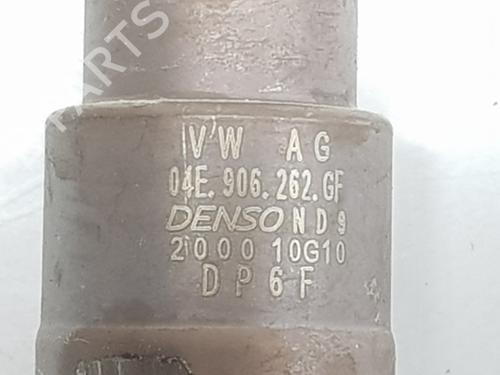 VW AG
04E.906.262.GF
DENSO ND9
2000 10G10
DP6F